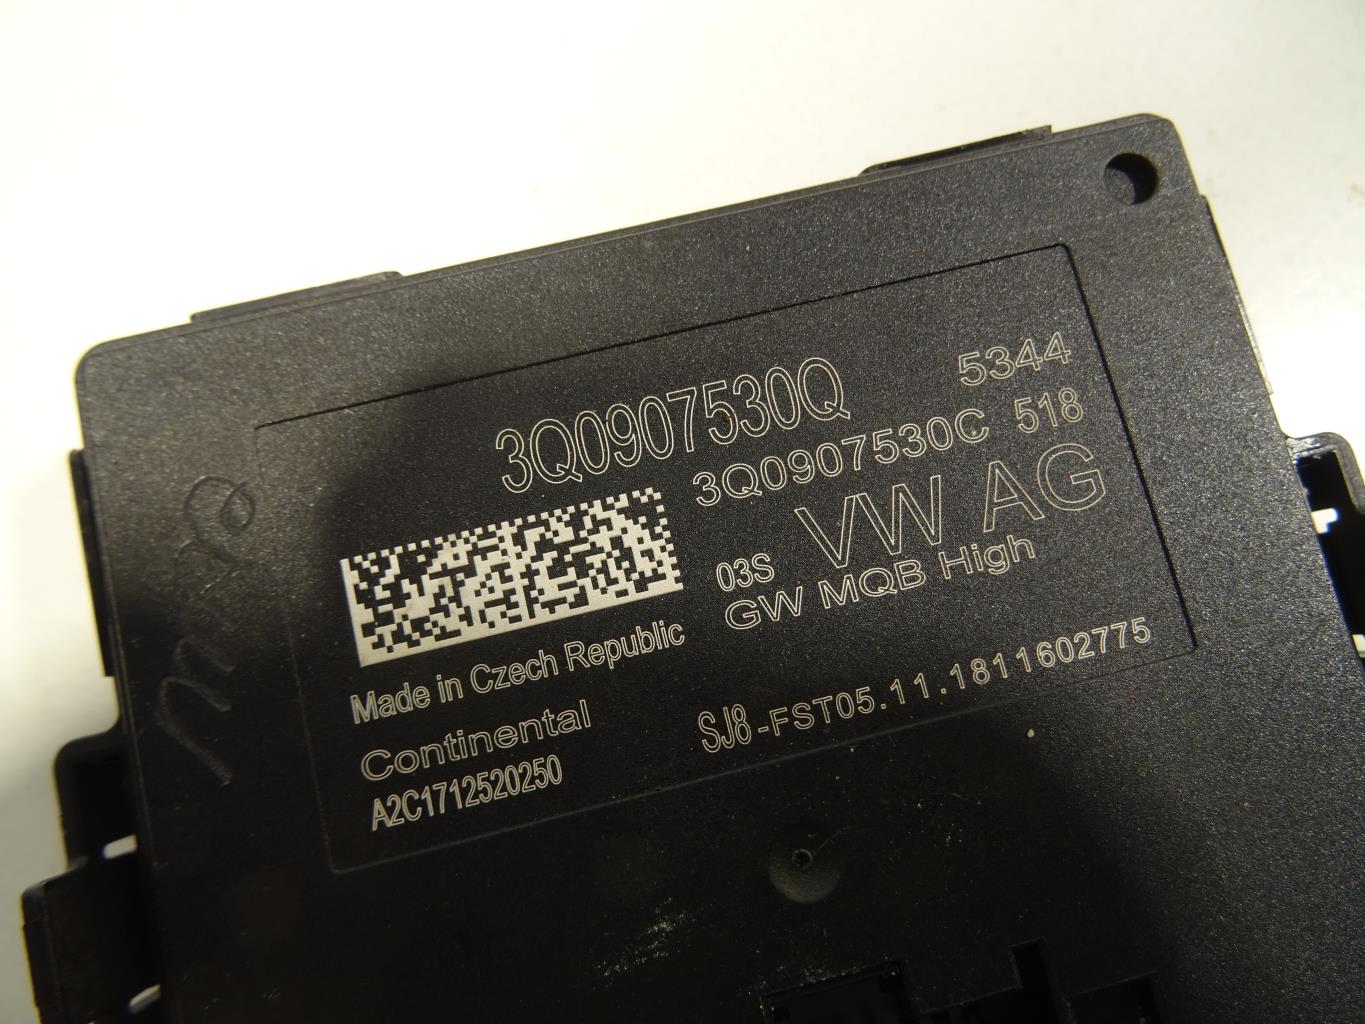 3Q0907530Q 5344
3Q0907530C 518
03S VW AG
GW MQB High
Made in Czech Republic
Continental
A2C1712520250
SJ8-FST05.11.1811602775